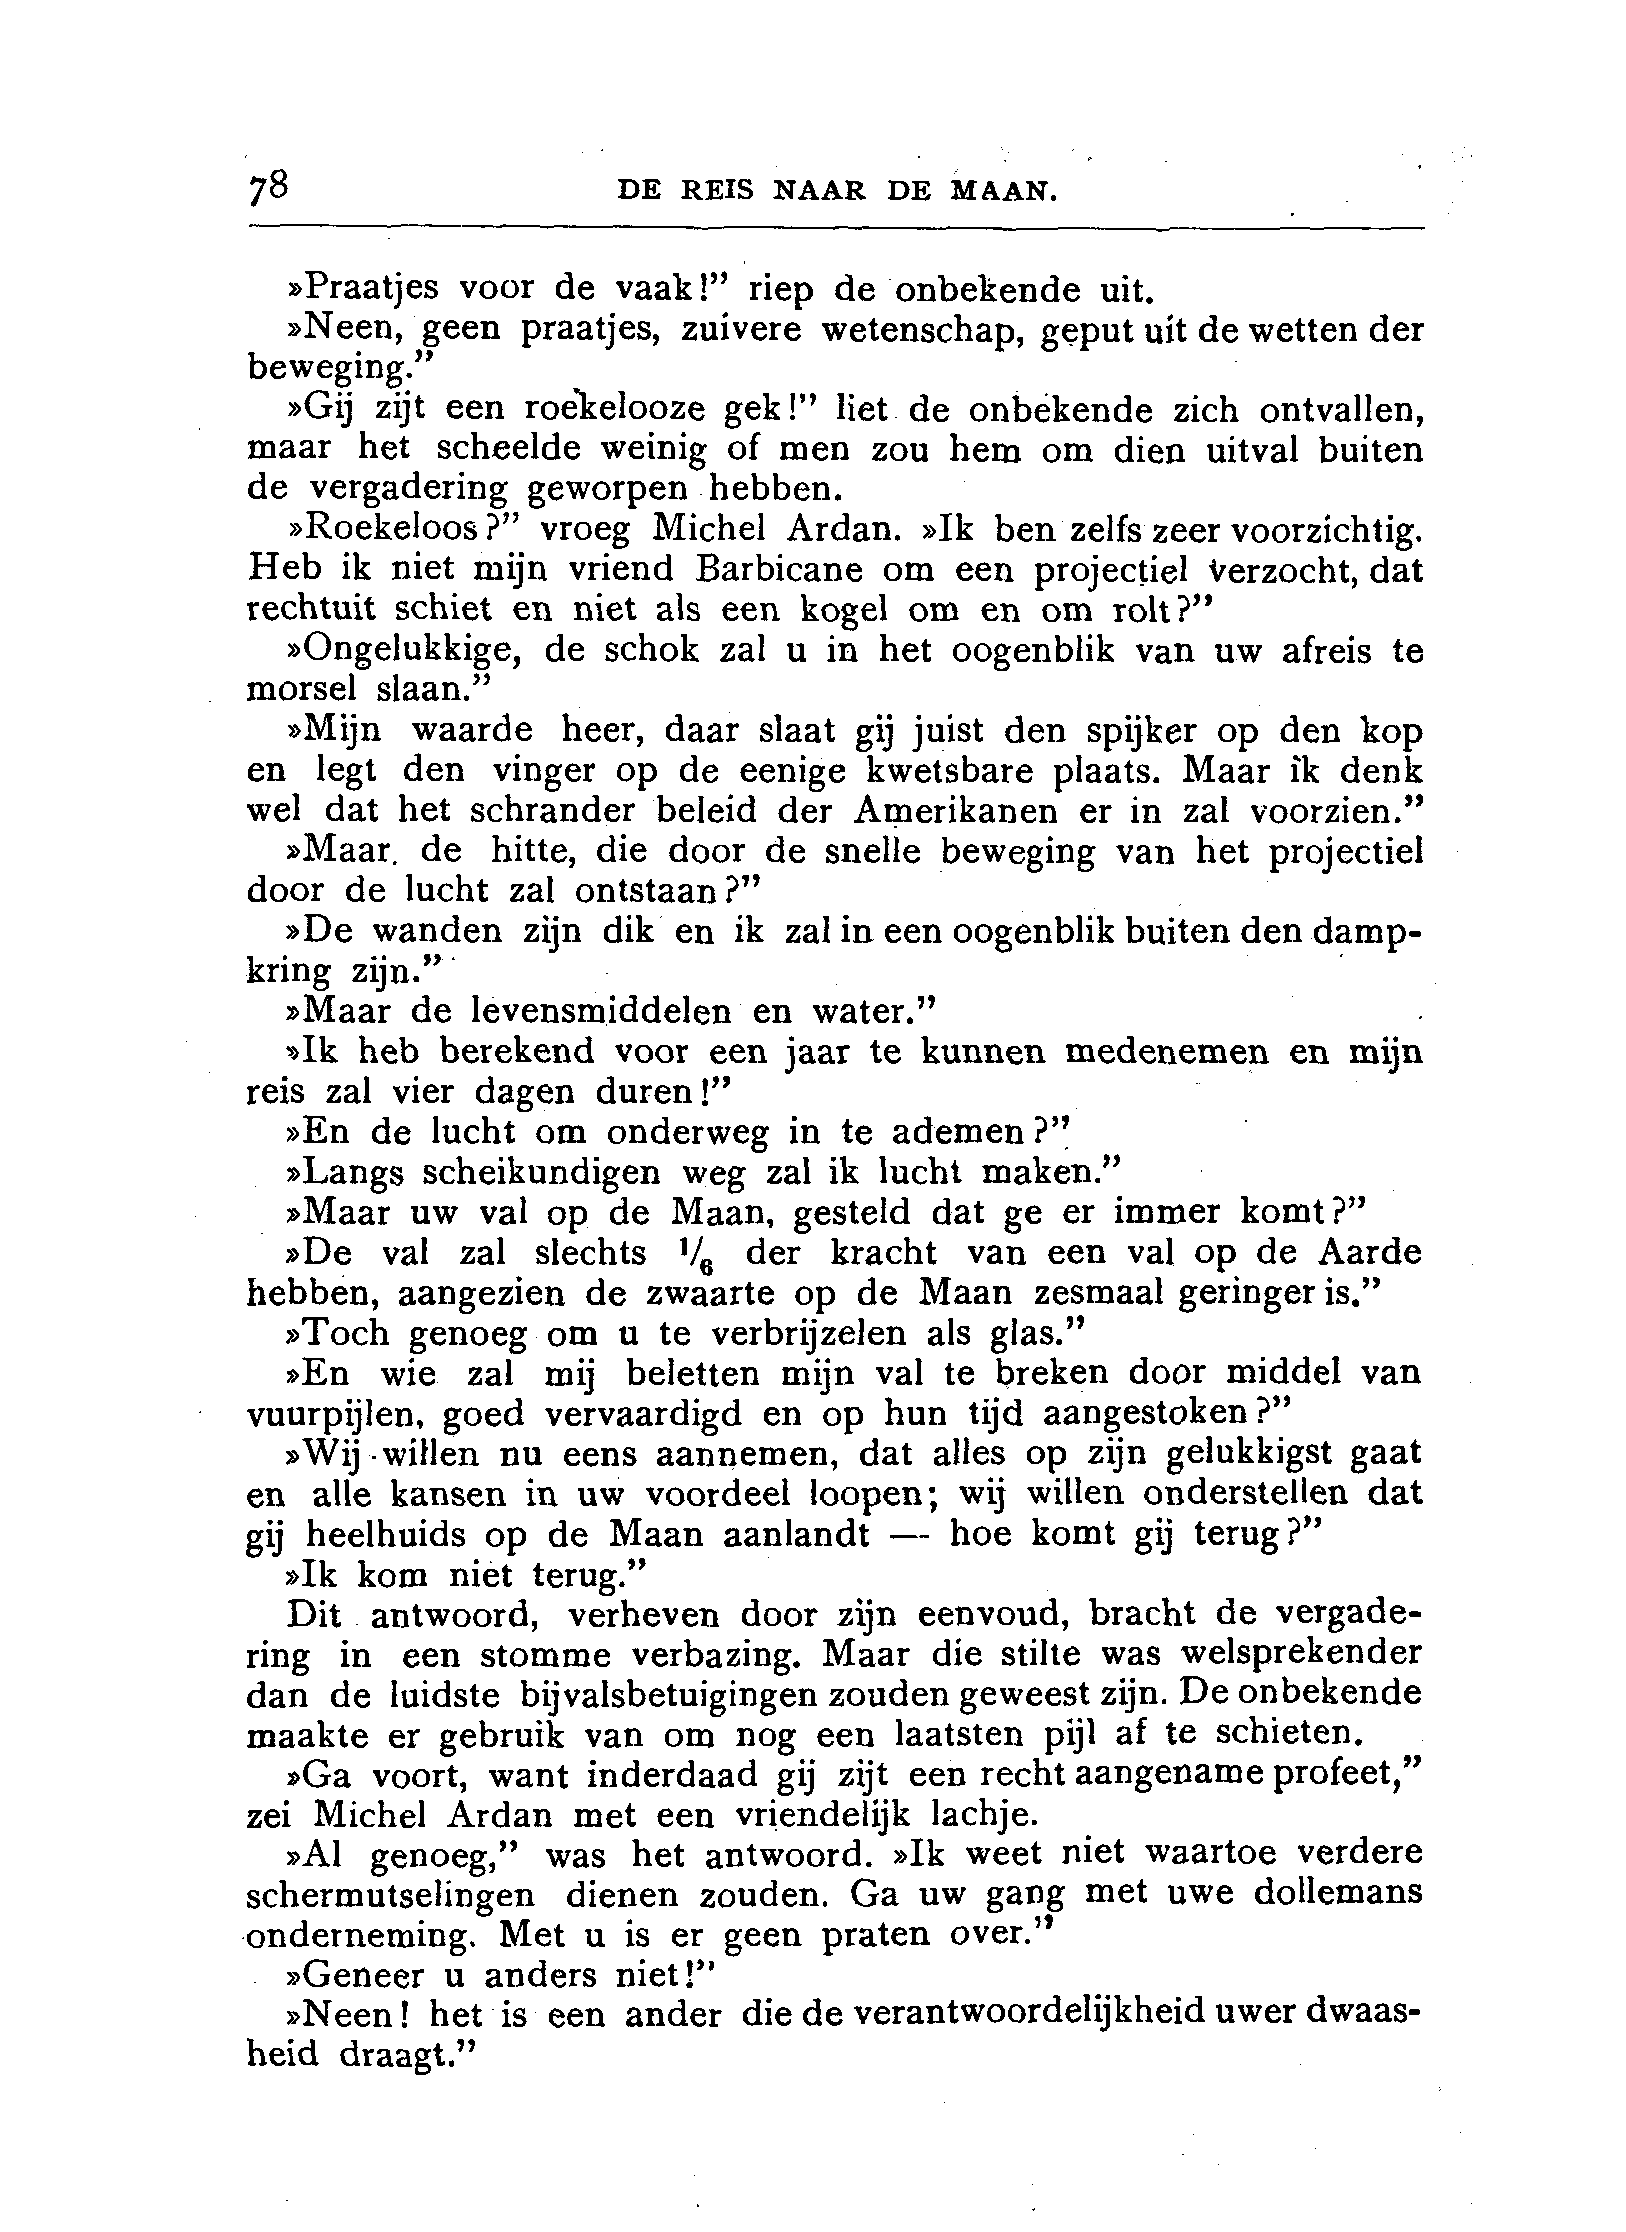 78
DE REIS NAAR DE MAAN.
»Praatjes voor de vaak!” riep de onbekende uit.
»Neen, geen praatjes, zuivere wetenschap, geput uit de wetten der
beweging.”
»Gij zijt een roekelooze gek!” liet de onbekende zich ontvallen,
maar het scheelde weinig of men zou hem om dien uitval buiten
de vergadering geworpen hebben.
»Roekeloos?” vroeg Michel Ardan. »Ik ben zelfs zeer voorzichtig.
Heb ik niet mijn vriend Barbicane om een projectiel verzocht, dat
rechtuit schiet en niet als een kogel om en om rolt?”
»Ongelukkige, de schok zal u in het oogenblik van uw afreis te
morsel slaan.”
»Mijn waarde heer, daar slaat gij juist den spijker op den kop
en legt den vinger op de eenige kwetsbare plaats. Maar ik denk
wel dat het schrander beleid der Amerikanen er in zal voorzien.”
»Maar de hitte, die door de snelle beweging van het projectiel
door de lucht zal ontstaan?”
»De wanden zijn dik en ik zal in een oogenblik buiten den damp-
kring zijn.”
»Maar de levensmiddelen en water.”
»Ik heb berekend voor een jaar te kunnen medenemen en mijn
reis zal vier dagen duren!”
»En de lucht om onderweg in te ademen?”
»Langs scheikundigen weg zal ik lucht maken.”
»Maar uw val op de Maan, gesteld dat ge er immer komt?”
»De val zal slechts 1/6 der kracht van een val op de Aarde
hebben, aangezien de zwaarte op de Maan zesmaal geringer is.”
»Toch genoeg om u te verbrijzelen als glas.”
»En wie zal mij beletten mijn val te breken door middel van
vuurpijlen, goed vervaardigd en op hun tijd aangestoken?”
»Wij willen nu eens aannemen, dat alles op zijn gelukkigst gaat
en alle kansen in uw voordeel loopen; wij willen onderstellen dat
gij heelhuids op de Maan aanlandt — hoe komt gij terug?”
»Ik kom niet terug.”
Dit antwoord, verheven door zijn eenvoud, bracht de vergade-
ring in een stomme verbazing. Maar die stilte was welsprekender
dan de luidste bijvalsbetuigingen zouden geweest zijn. De onbekende
maakte er gebruik van om nog een laatsten pijl af te schieten.
»Ga voort, want inderdaad gij zijt een recht aangename profeet,”
zei Michel Ardan met een vriendelijk lachje.
»Al genoeg,” was het antwoord. »Ik weet niet waartoe verdere
schermutselingen dienen zouden. Ga uw gang met uwe dollemans
onderneming. Met u is er geen praten over.”
»Geneer u anders niet!”
»Neen! het is een ander die de verantwoordelijkheid uwer dwaas-
heid draagt.”